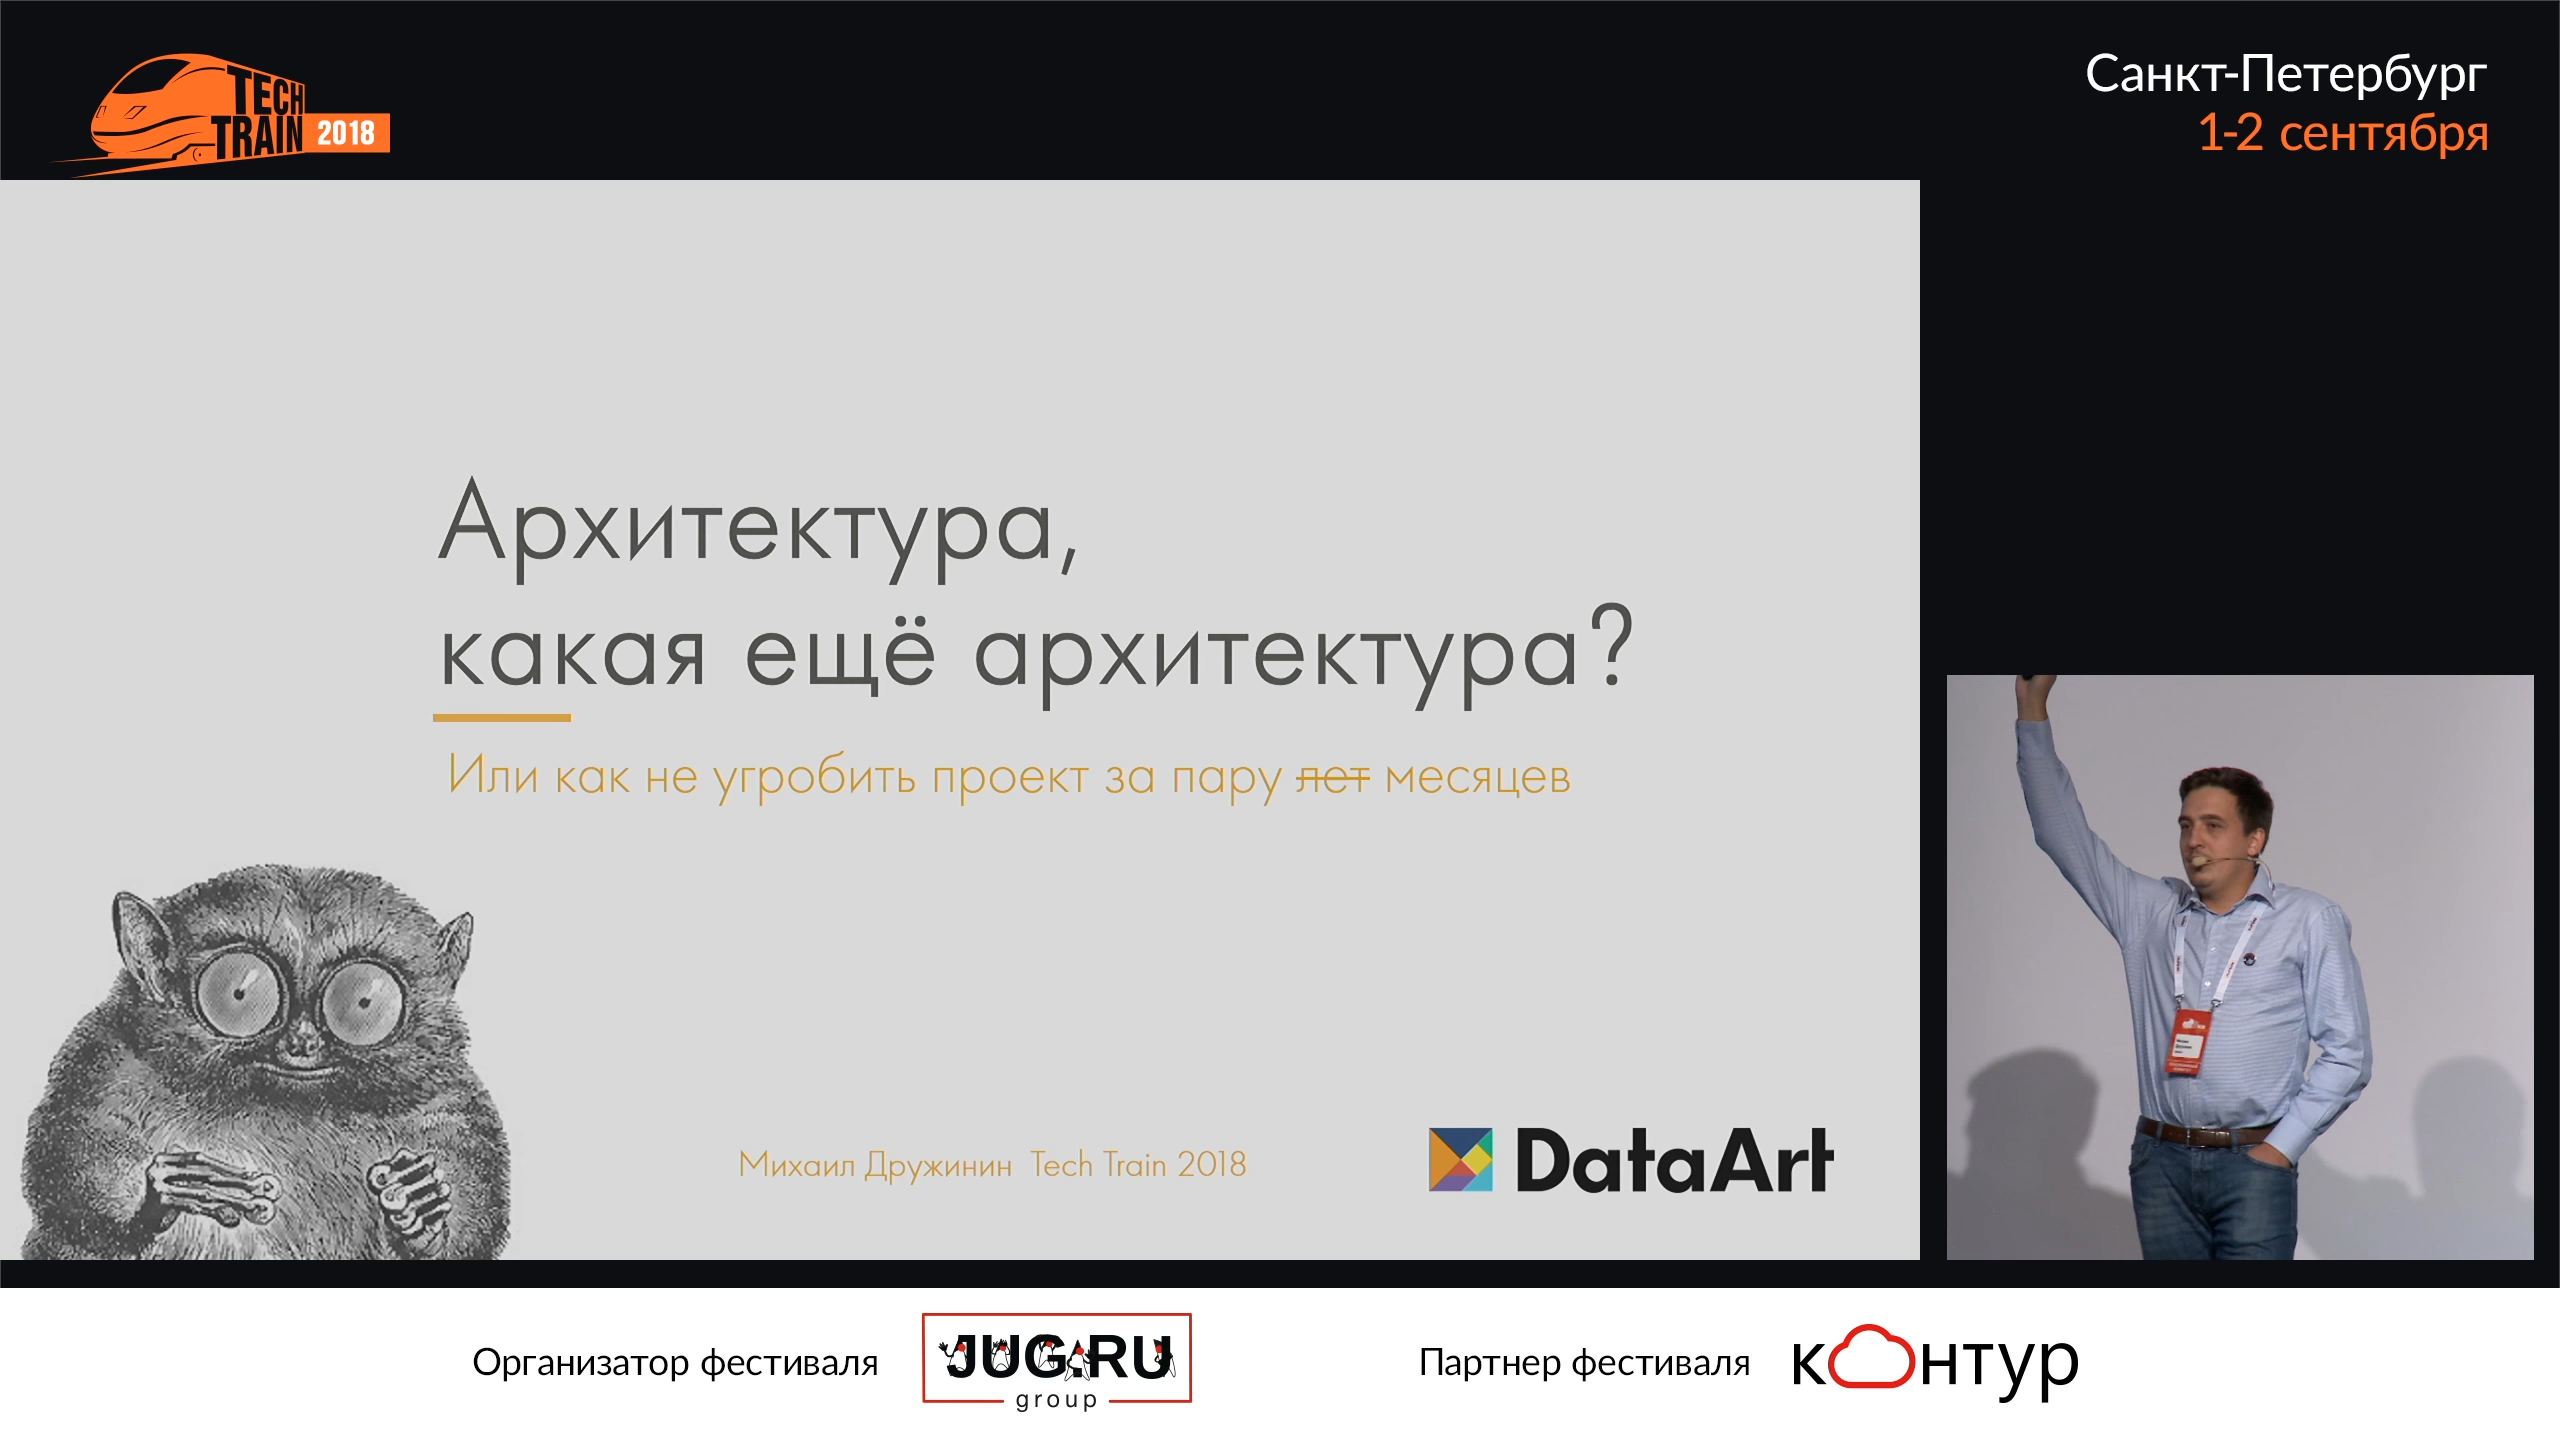 TECH
TRAIN 2018
Санкт-Петербург
1-2 сентября
Архитектура,
какая ещё архитектура?
Или как не угробить проект за пару лет месяцев
Михаил Дружинин Tech Train 2018
DataArt
Организатор фестиваля
JUG.RU
group
Партнер фестиваля
контур